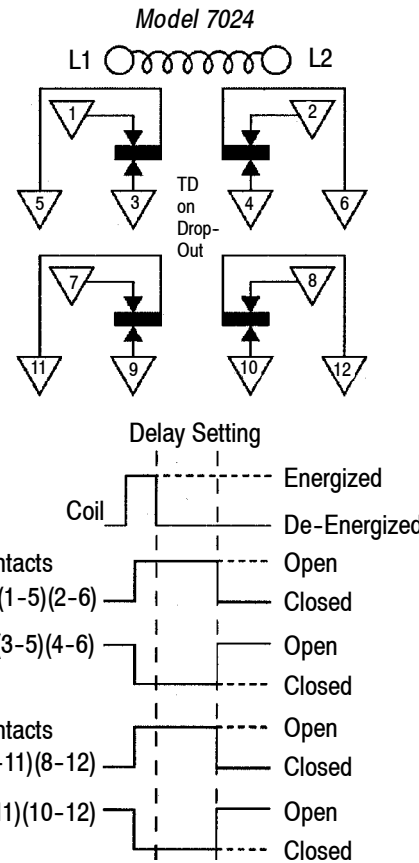 Model 7024
L1
L2
1
2
5
3
TD
on
Drop-
Out
4
6
7
8
11
9
10
12
Delay Setting
Coil
Energized
De-Energized
ntacts
(1-5)(2-6)
Open
Closed
(3-5)(4-6)
Open
Closed
ntacts
-11)(8-12)
Open
Closed
11)(10-12)
Open
Closed